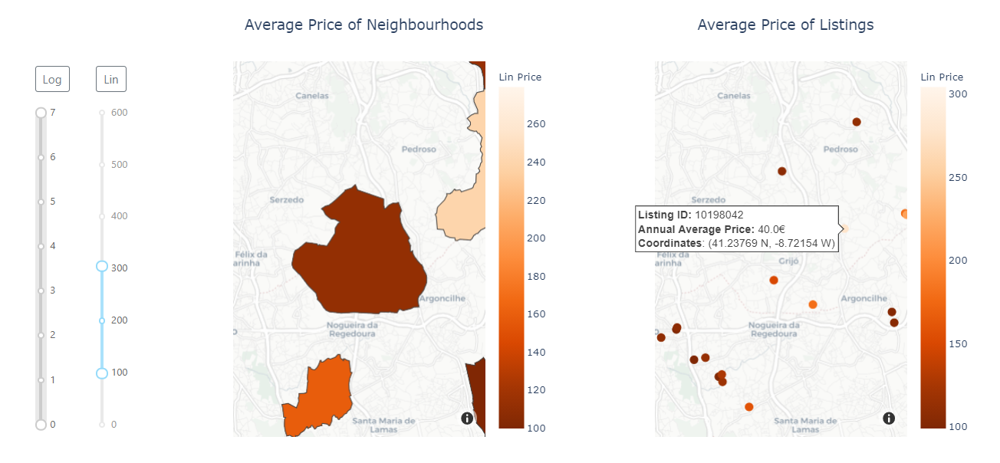 Average Price of Neighbourhoods
Average Price of Listings
Log
Lin
7
6
5
4
3
2
1
0
600
500
400
300
200
100
0
Canelas
Pedroso
Serzedo
Félix da
arinha
Argoncilhe
Nogueira da
Regedoura
Santa Maria de
Lamas
Lin Price
260
240
220
200
180
160
140
120
100
Canelas
Pedroso
Serzedo
Listing ID: 10198042
Annual Average Price: 40.0€
Coordinates: (41.23769 N, -8.72154 W)
Félix da
arinha
Grijó
Argoncilhe
Nogueira da
Regedoura
Santa Maria de
Lamas
Lin Price
300
250
200
150
100